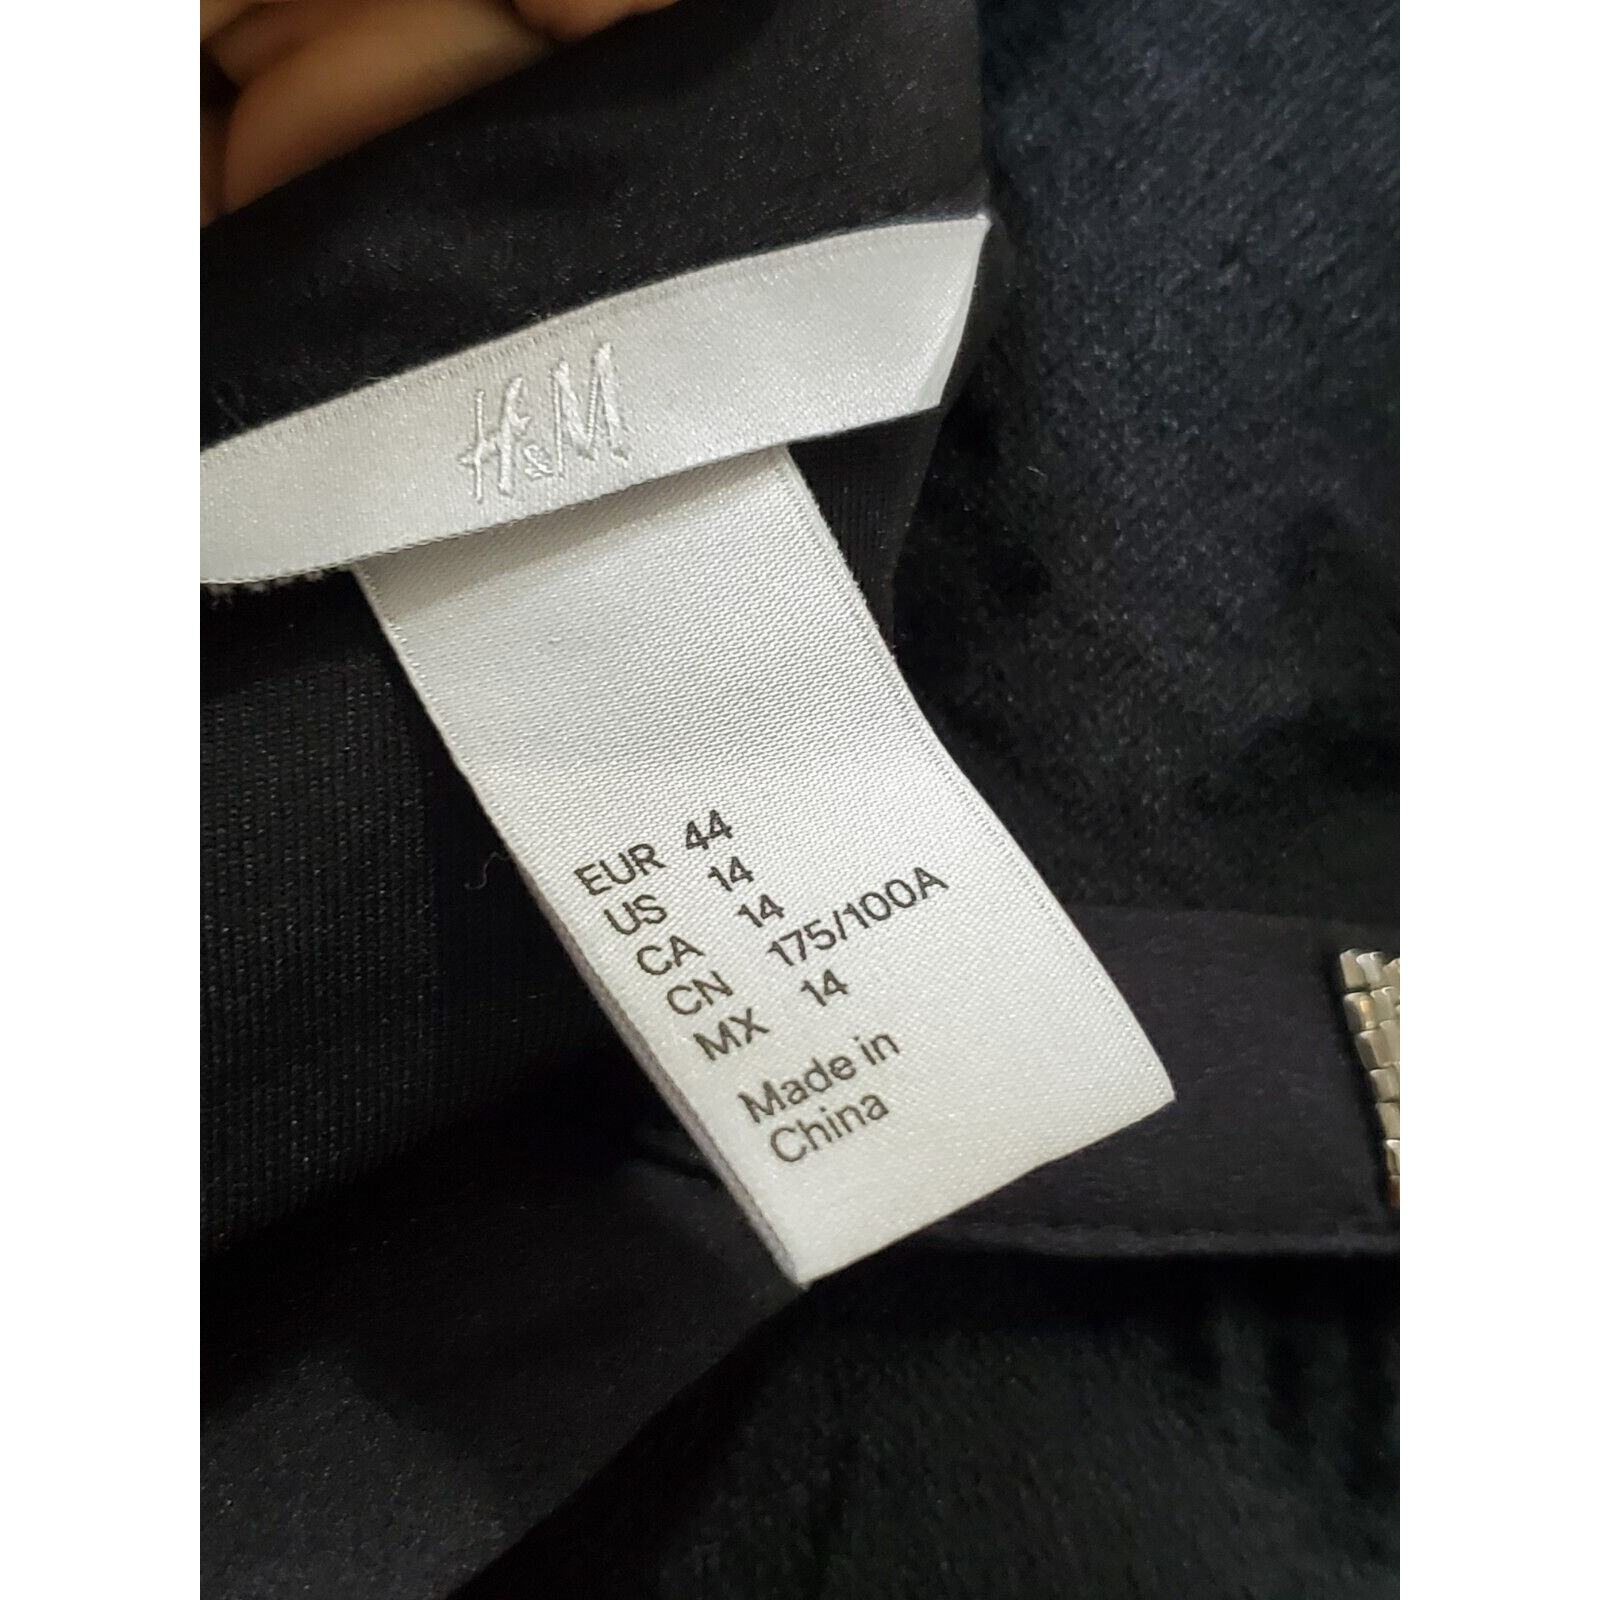 H&M
EUR 44
US 14
CA 14
CN 175/100A
MX 14
Made in
China